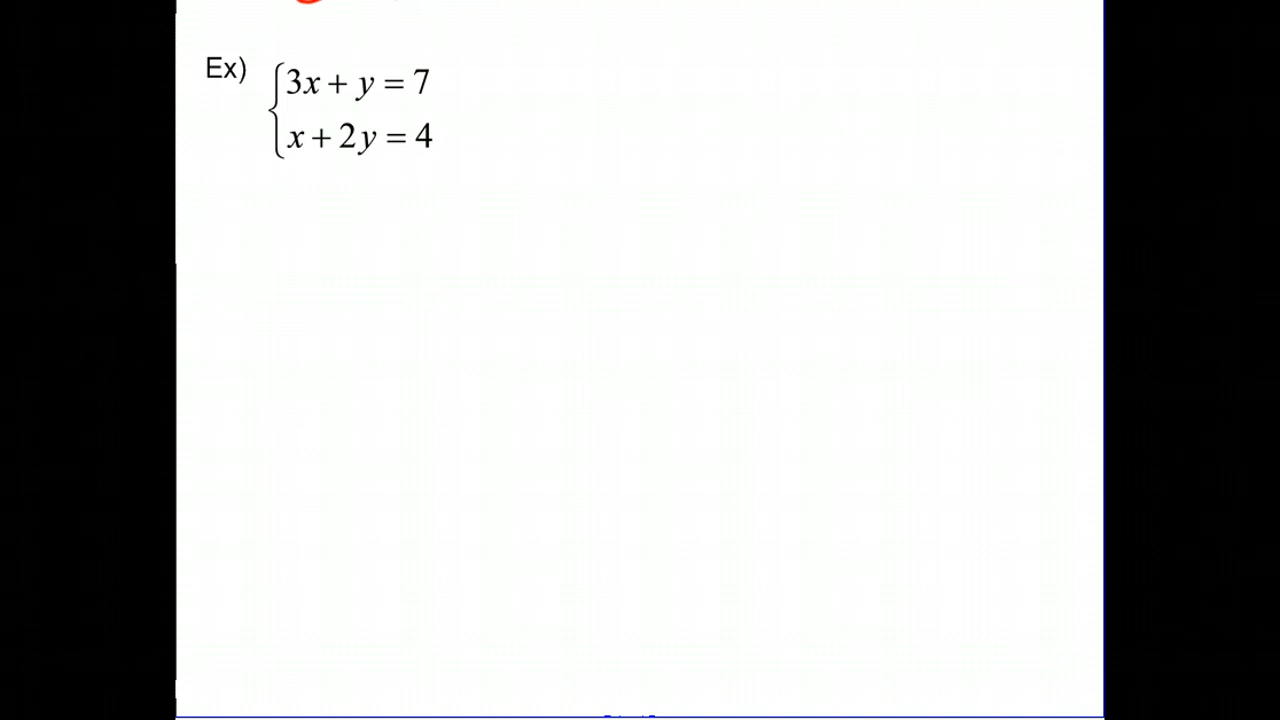 Ex) 3x + y = 7
x + 2y = 4